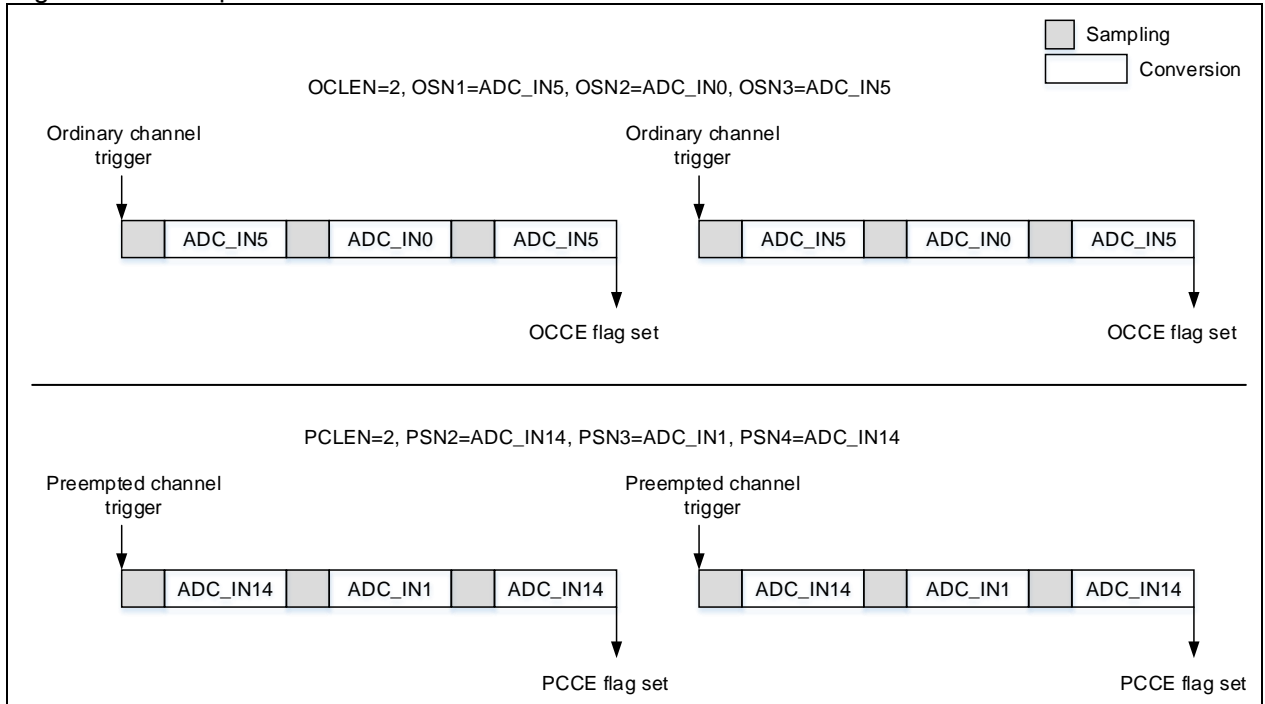 Sampling
Conversion
OCLEN=2, OSN1=ADC_IN5, OSN2=ADC_IN0, OSN3=ADC_IN5
Ordinary channel
trigger
Ordinary channel
trigger
ADC_IN5 ADC_IN0 ADC_IN5 ADC_IN5 ADC_IN0 ADC_IN5
OCCE flag set OCCE flag set
PCLEN=2, PSN2=ADC_IN14, PSN3=ADC_IN1, PSN4=ADC_IN14
Preempted channel
trigger
Preempted channel
trigger
ADC_IN14 ADC_IN1 ADC_IN14 ADC_IN14 ADC_IN1 ADC_IN14
PCCE flag set PCCE flag set